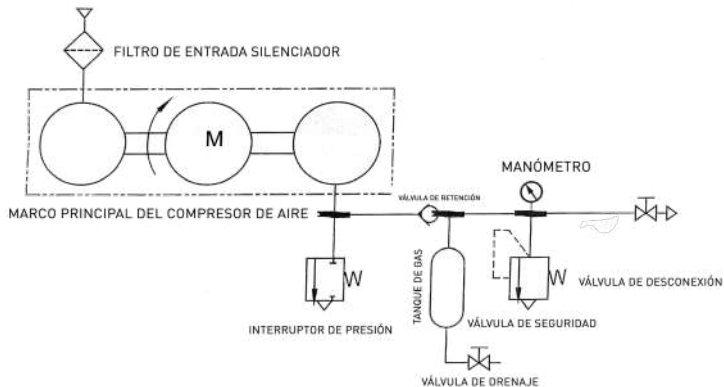 FILTRO DE ENTRADA SILENCIADOR
M
MANÓMETRO
MARCO PRINCIPAL DEL COMPRESOR DE AIRE
VÁLVULA DE RETENCIÓN
TANQUE DE GAS
VÁLVULA DE DESCONEXIÓN
INTERRUPTOR DE PRESIÓN
VÁLVULA DE SEGURIDAD
VÁLVULA DE DRENAJE